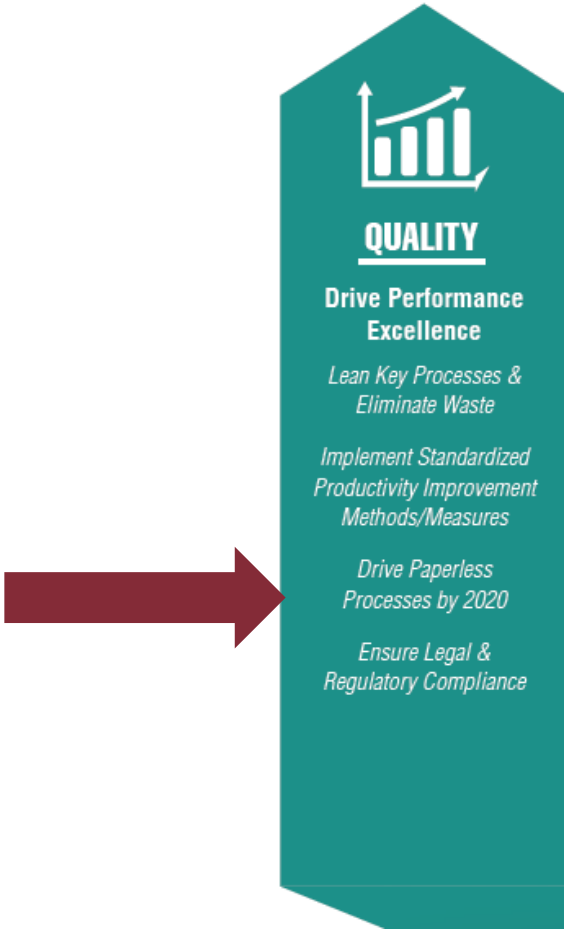 QUALITY
Drive Performance
Excellence
Lean Key Processes &
Eliminate Waste
Implement Standardized
Productivity Improvement
Methods/Measures
Drive Paperless
Processes by 2020
Ensure Legal &
Regulatory Compliance